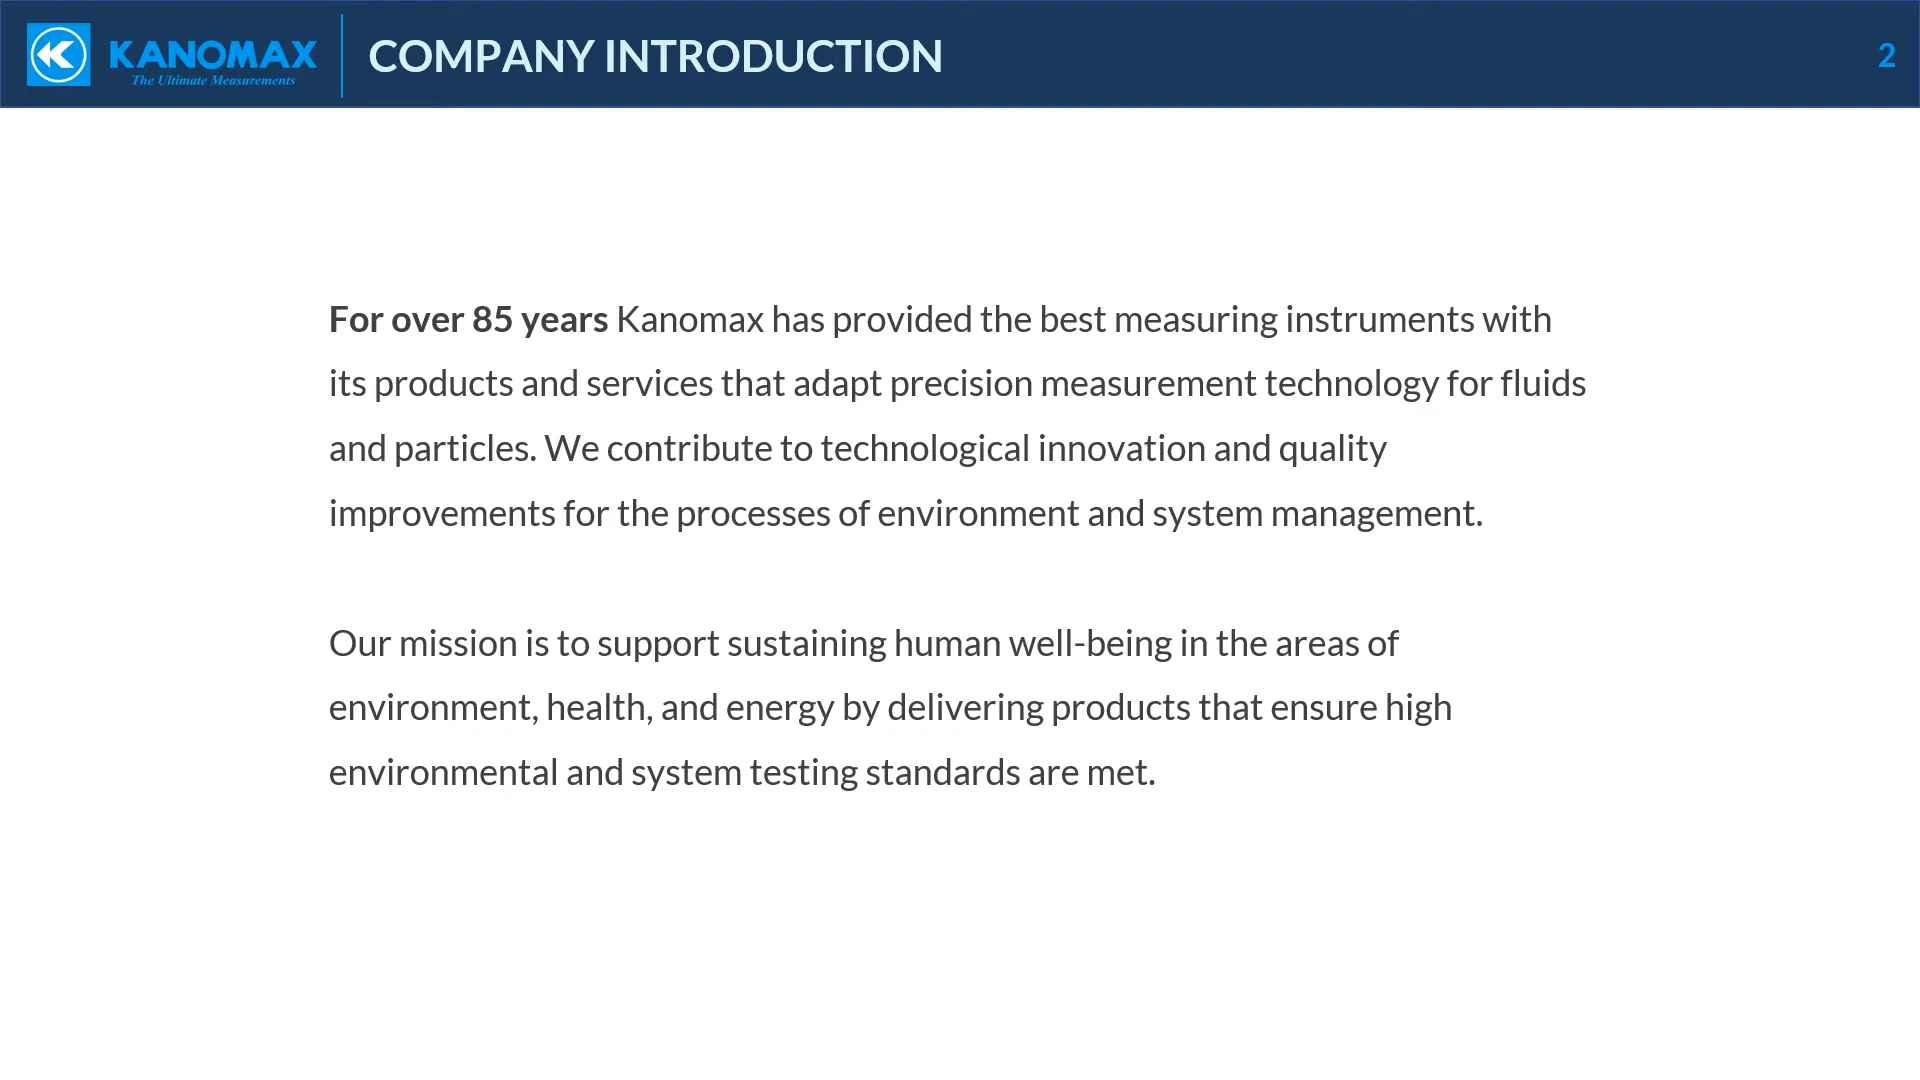 KANOMAX
The Ultimate Measurements
COMPANY INTRODUCTION
2
For over 85 years Kanomax has provided the best measuring instruments with
its products and services that adapt precision measurement technology for fluids
and particles. We contribute to technological innovation and quality
improvements for the processes of environment and system management.
Our mission is to support sustaining human well-being in the areas of
environment, health, and energy by delivering products that ensure high
environmental and system testing standards are met.